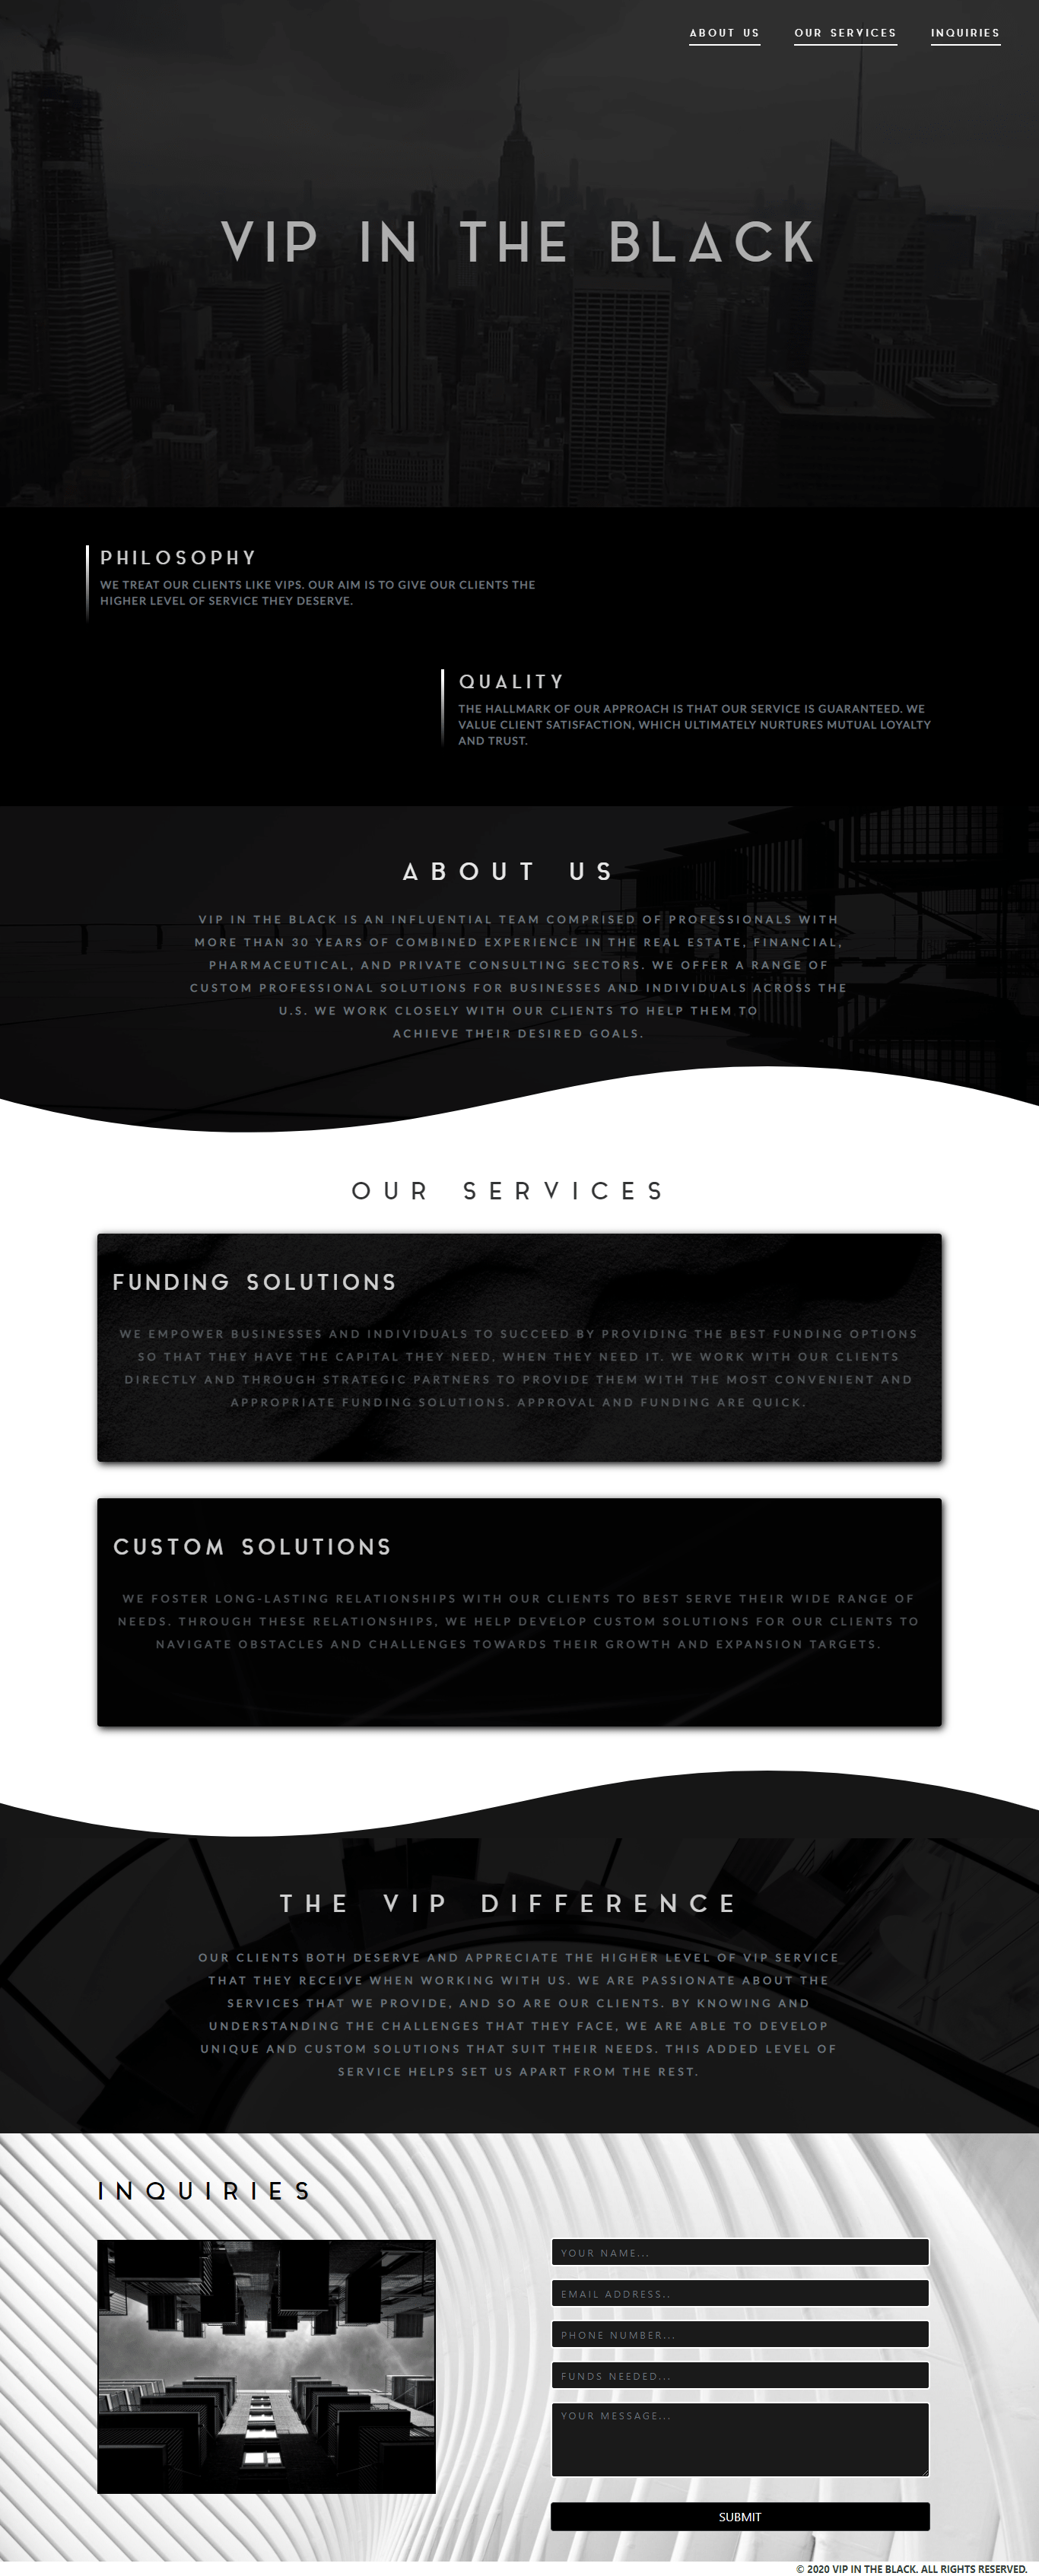 ABOUT US
OUR SERVICES
INQUIRIES
VIP IN THE BLACK
PHILOSOPHY
WE TREAT OUR CLIENTS LIKE VIPS. OUR AIM IS TO GIVE OUR CLIENTS THE
HIGHER LEVEL OF SERVICE THEY DESERVE.
QUALITY
THE HALLMARK OF OUR APPROACH IS THAT OUR SERVICE IS GUARANTEED. WE
VALUE CLIENT SATISFACTION, WHICH ULTIMATELY NURTURES MUTUAL LOYALTY
AND TRUST.
ABOUT US
VIP IN THE BLACK IS AN INFLUENTIAL TEAM COMPRISED OF PROFESSIONALS WITH
MORE THAN 30 YEARS OF COMBINED EXPERIENCE IN THE REAL ESTATE, FINANCIAL,
PHARMACEUTICAL, AND PRIVATE CONSULTING SECTORS. WE OFFER A RANGE OF
CUSTOM PROFESSIONAL SOLUTIONS FOR BUSINESSES AND INDIVIDUALS ACROSS THE
U.S. WE WORK CLOSELY WITH OUR CLIENTS TO HELP THEM TO
ACHIEVE THEIR DESIRED GOALS.
OUR SERVICES
FUNDING SOLUTIONS
WE EMPOWER BUSINESSES AND INDIVIDUALS TO SUCCEED BY PROVIDING THE BEST FUNDING OPTIONS
SO THAT THEY HAVE THE CAPITAL THEY NEED, WHEN THEY NEED IT. WE WORK WITH OUR CLIENTS
DIRECTLY AND THROUGH STRATEGIC PARTNERS TO PROVIDE THEM WITH THE MOST CONVENIENT AND
APPROPRIATE FUNDING SOLUTIONS. APPROVAL AND FUNDING ARE QUICK.
CUSTOM SOLUTIONS
WE FOSTER LONG-LASTING RELATIONSHIPS WITH OUR CLIENTS TO BEST SERVE THEIR WIDE RANGE OF
NEEDS. THROUGH THESE RELATIONSHIPS, WE HELP DEVELOP CUSTOM SOLUTIONS FOR OUR CLIENTS TO
NAVIGATE OBSTACLES AND CHALLENGES TOWARDS THEIR GROWTH AND EXPANSION TARGETS.
THE VIP DIFFERENCE
OUR CLIENTS BOTH DESERVE AND APPRECIATE THE HIGHER LEVEL OF VIP SERVICE
THAT THEY RECEIVE WHEN WORKING WITH US. WE ARE PASSIONATE ABOUT THE
SERVICES THAT WE PROVIDE, AND SO ARE OUR CLIENTS. BY KNOWING AND
UNDERSTANDING THE CHALLENGES THAT THEY FACE, WE ARE ABLE TO DEVELOP
UNIQUE AND CUSTOM SOLUTIONS THAT SUIT THEIR NEEDS. THIS ADDED LEVEL OF
SERVICE HELPS SET US APART FROM THE REST.
INQUIRIES
YOUR NAME...
EMAIL ADDRESS..
PHONE NUMBER...
FUNDS NEEDED...
YOUR MESSAGE...
SUBMIT
© 2020 VIP IN THE BLACK. ALL RIGHTS RESERVED.